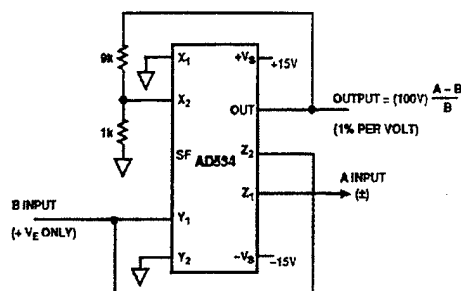 9k
1k
X1
X2
SF
Y1
Y2
AD534
+VS
OUT
Z2
Z1
-VS
+15V
OUTPUT = (100V) A – B / B
(1% PER VOLT)
A INPUT
(±)
–15V
B INPUT
(+ VE ONLY)